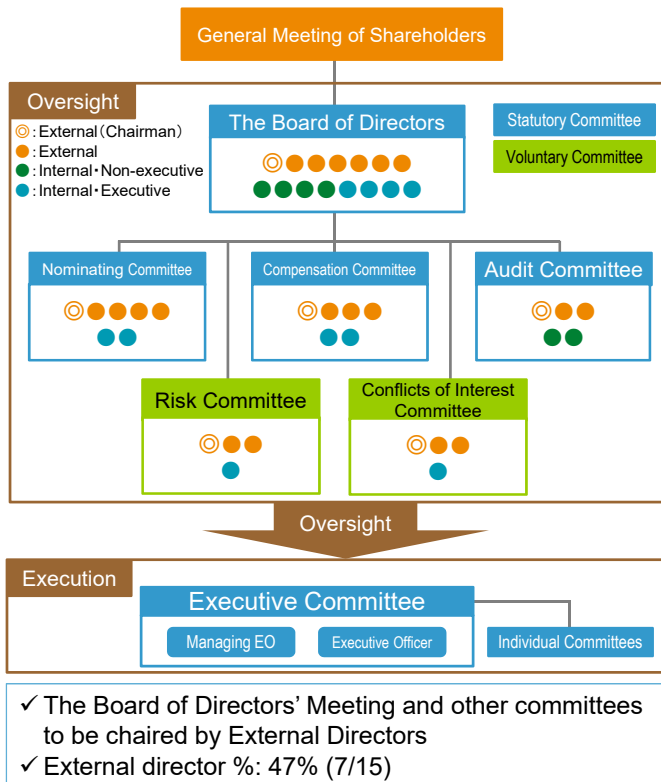 General Meeting of Shareholders
Oversight
◎：External(Chairman)
●：External
●：Internal・Non-executive
●：Internal・Executive
The Board of Directors
Statutory Committee
Voluntary Committee
Nominating Committee
Compensation Committee
Audit Committee
Risk Committee
Conflicts of Interest
Committee
Oversight
Execution
Executive Committee
Managing EO
Executive Officer
Individual Committees
✓ The Board of Directors' Meeting and other committees
to be chaired by External Directors
✓ External director %: 47% (7/15)